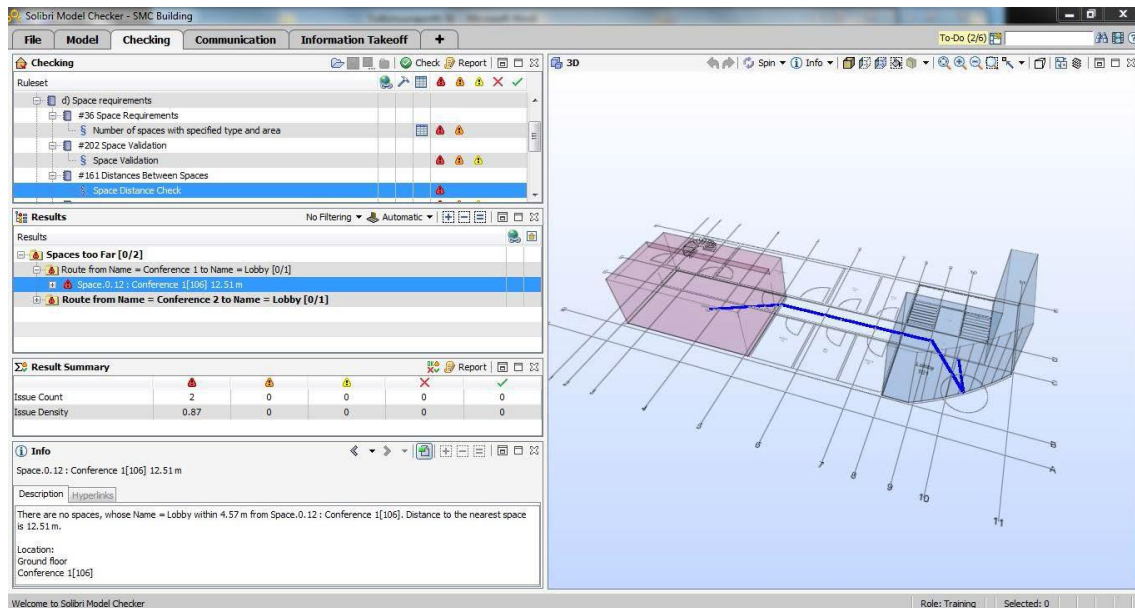 Solibri Model Checker - SMC Building
File Model Checking Communication Information Takeoff +
To-Do (2/6)
Checking
Check Report
Ruleset
d) Space requirements
#36 Space Requirements
§ Number of spaces with specified type and area
#202 Space Validation
§ Space Validation
#161 Distances Between Spaces
§ Space Distance Check
Results
No Filtering Automatic
Results
Spaces too Far [0/2]
Route from Name = Conference 1 to Name = Lobby [0/1]
Space.0.12 : Conference 1[106] 12.51 m
Route from Name = Conference 2 to Name = Lobby [0/1]
Result Summary
Report
Issue Count 2 0 0 0 0
Issue Density 0.87 0 0 0 0
Info
Space.0.12 : Conference 1[106] 12.51 m
Description Hyperlinks
There are no spaces, whose Name = Lobby within 4.57 m from Space.0.12 : Conference 1[106]. Distance to the nearest space
is 12.51 m.
Location:
Ground floor
Conference 1[106]
3D
Spin Info
Lobby
B
A
6
7
8
9
10
11
Welcome to Solibri Model Checker
Role: Training Selected: 0